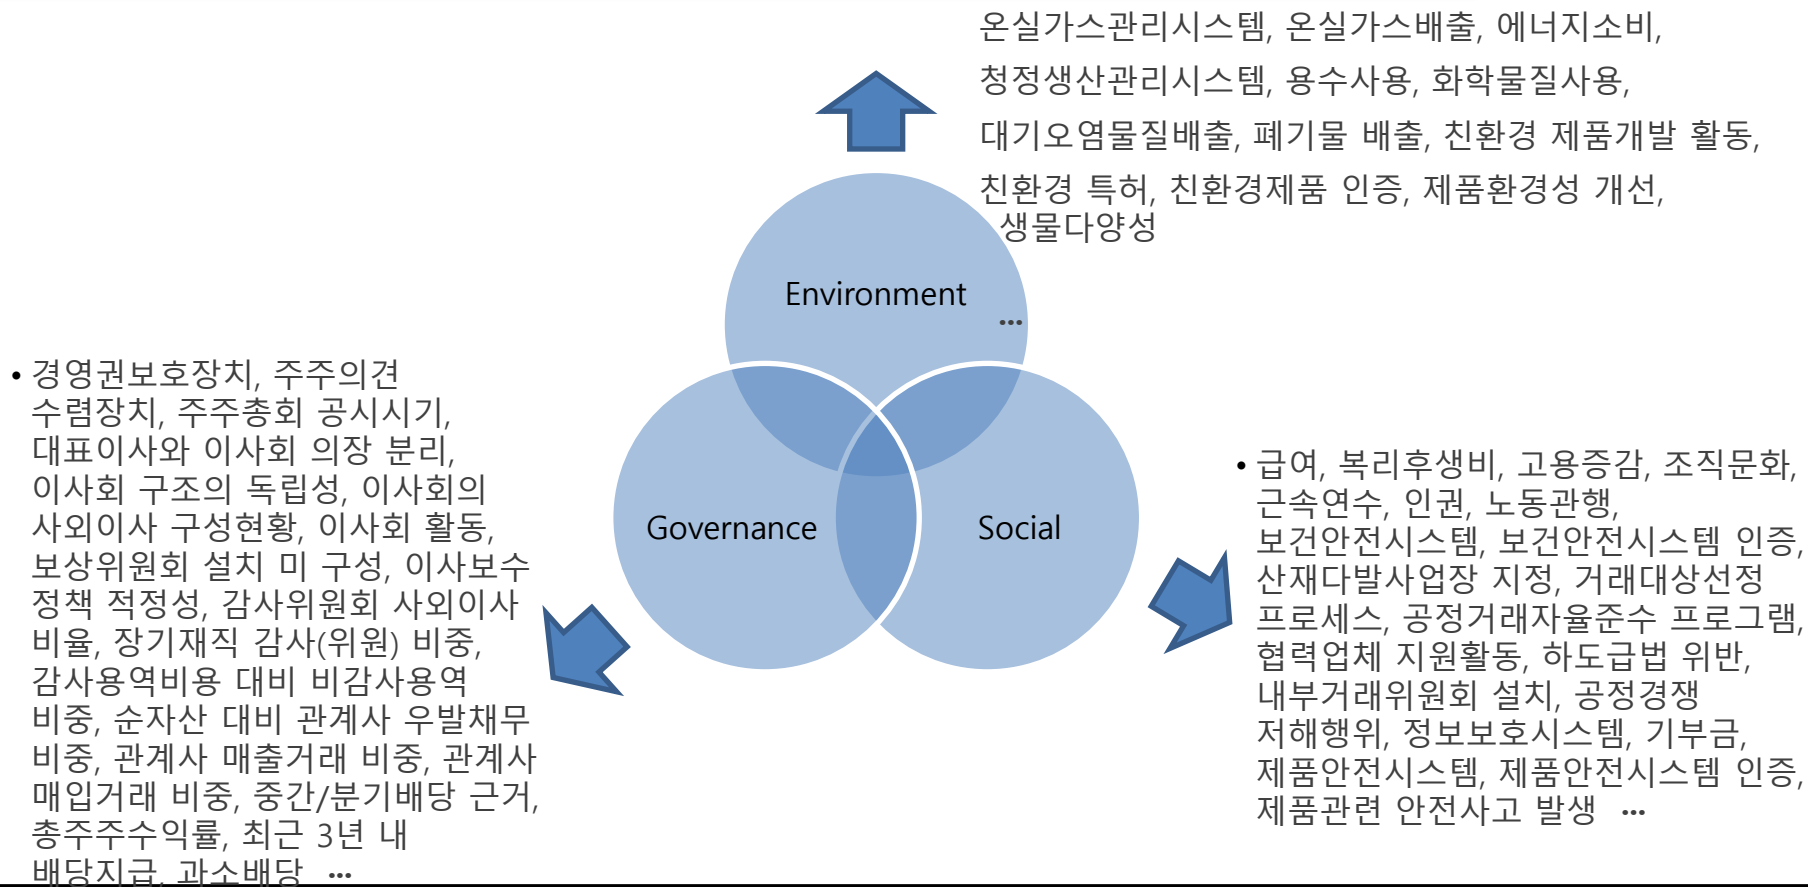 온실가스관리시스템, 온실가스배출, 에너지소비,
청정생산관리시스템, 용수사용, 화학물질사용,
대기오염물질배출, 폐기물 배출, 친환경 제품개발 활동,
친환경 특허, 친환경제품 인증, 제품환경성 개선,
생물다양성
Environment
...
• 경영권보호장치, 주주의견
수렴장치, 주주총회 공시시기,
대표이사와 이사회 의장 분리,
이사회 구조의 독립성, 이사회의
사외이사 구성현황, 이사회 활동,
보상위원회 설치 미 구성, 이사보수
정책 적정성, 감사위원회 사외이사
비율, 장기재직 감사(위원) 비중,
감사용역비용 대비 비감사용역
비중, 순자산 대비 관계사 우발채무
비중, 관계사 매출거래 비중, 관계사
매입거래 비중, 중간/분기배당 근거,
총주주수익률, 최근 3년 내
배당지급, 과소배당 ...
Governance
Social
• 급여, 복리후생비, 고용증감, 조직문화,
근속연수, 인권, 노동관행,
보건안전시스템, 보건안전시스템 인증,
산재다발사업장 지정, 거래대상선정
프로세스, 공정거래자율준수 프로그램,
협력업체 지원활동, 하도급법 위반,
내부거래위원회 설치, 공정경쟁
저해행위, 정보보호시스템, 기부금,
제품안전시스템, 제품안전시스템 인증,
제품관련 안전사고 발생 ...